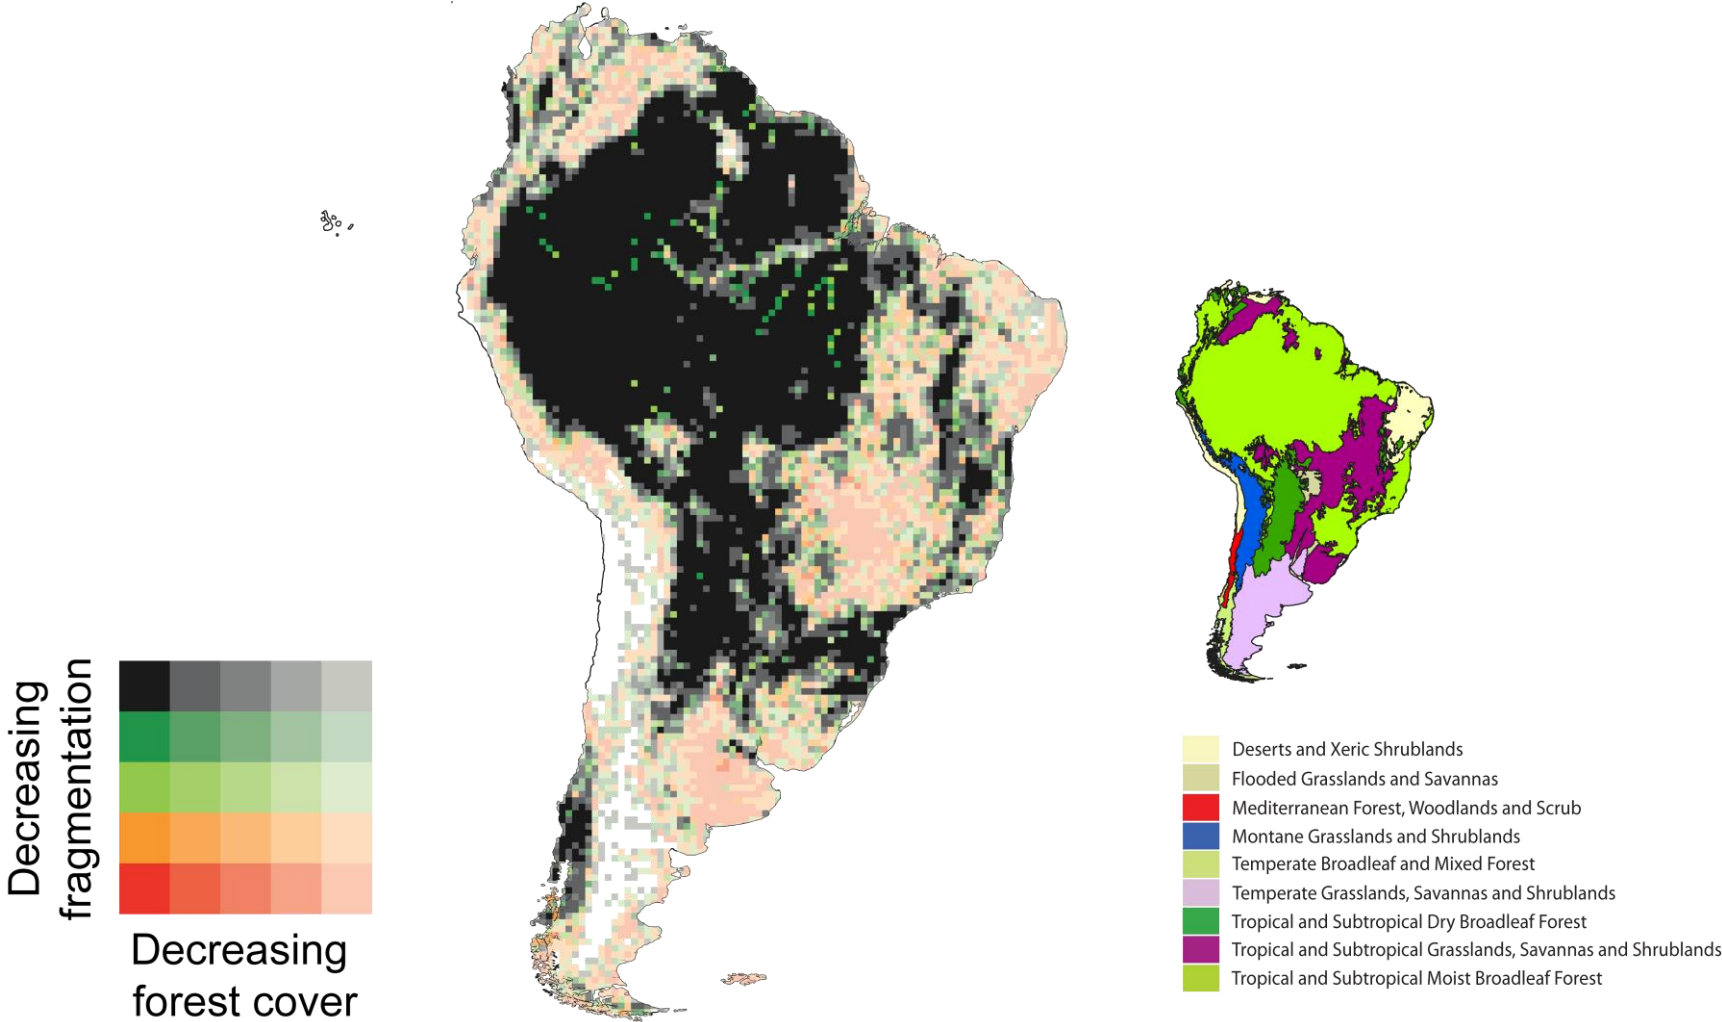 Decreasing
fragmentation
Decreasing
forest cover
Deserts and Xeric Shrublands
Flooded Grasslands and Savannas
Mediterranean Forest, Woodlands and Scrub
Montane Grasslands and Shrublands
Temperate Broadleaf and Mixed Forest
Temperate Grasslands, Savannas and Shrublands
Tropical and Subtropical Dry Broadleaf Forest
Tropical and Subtropical Grasslands, Savannas and Shrublands
Tropical and Subtropical Moist Broadleaf Forest